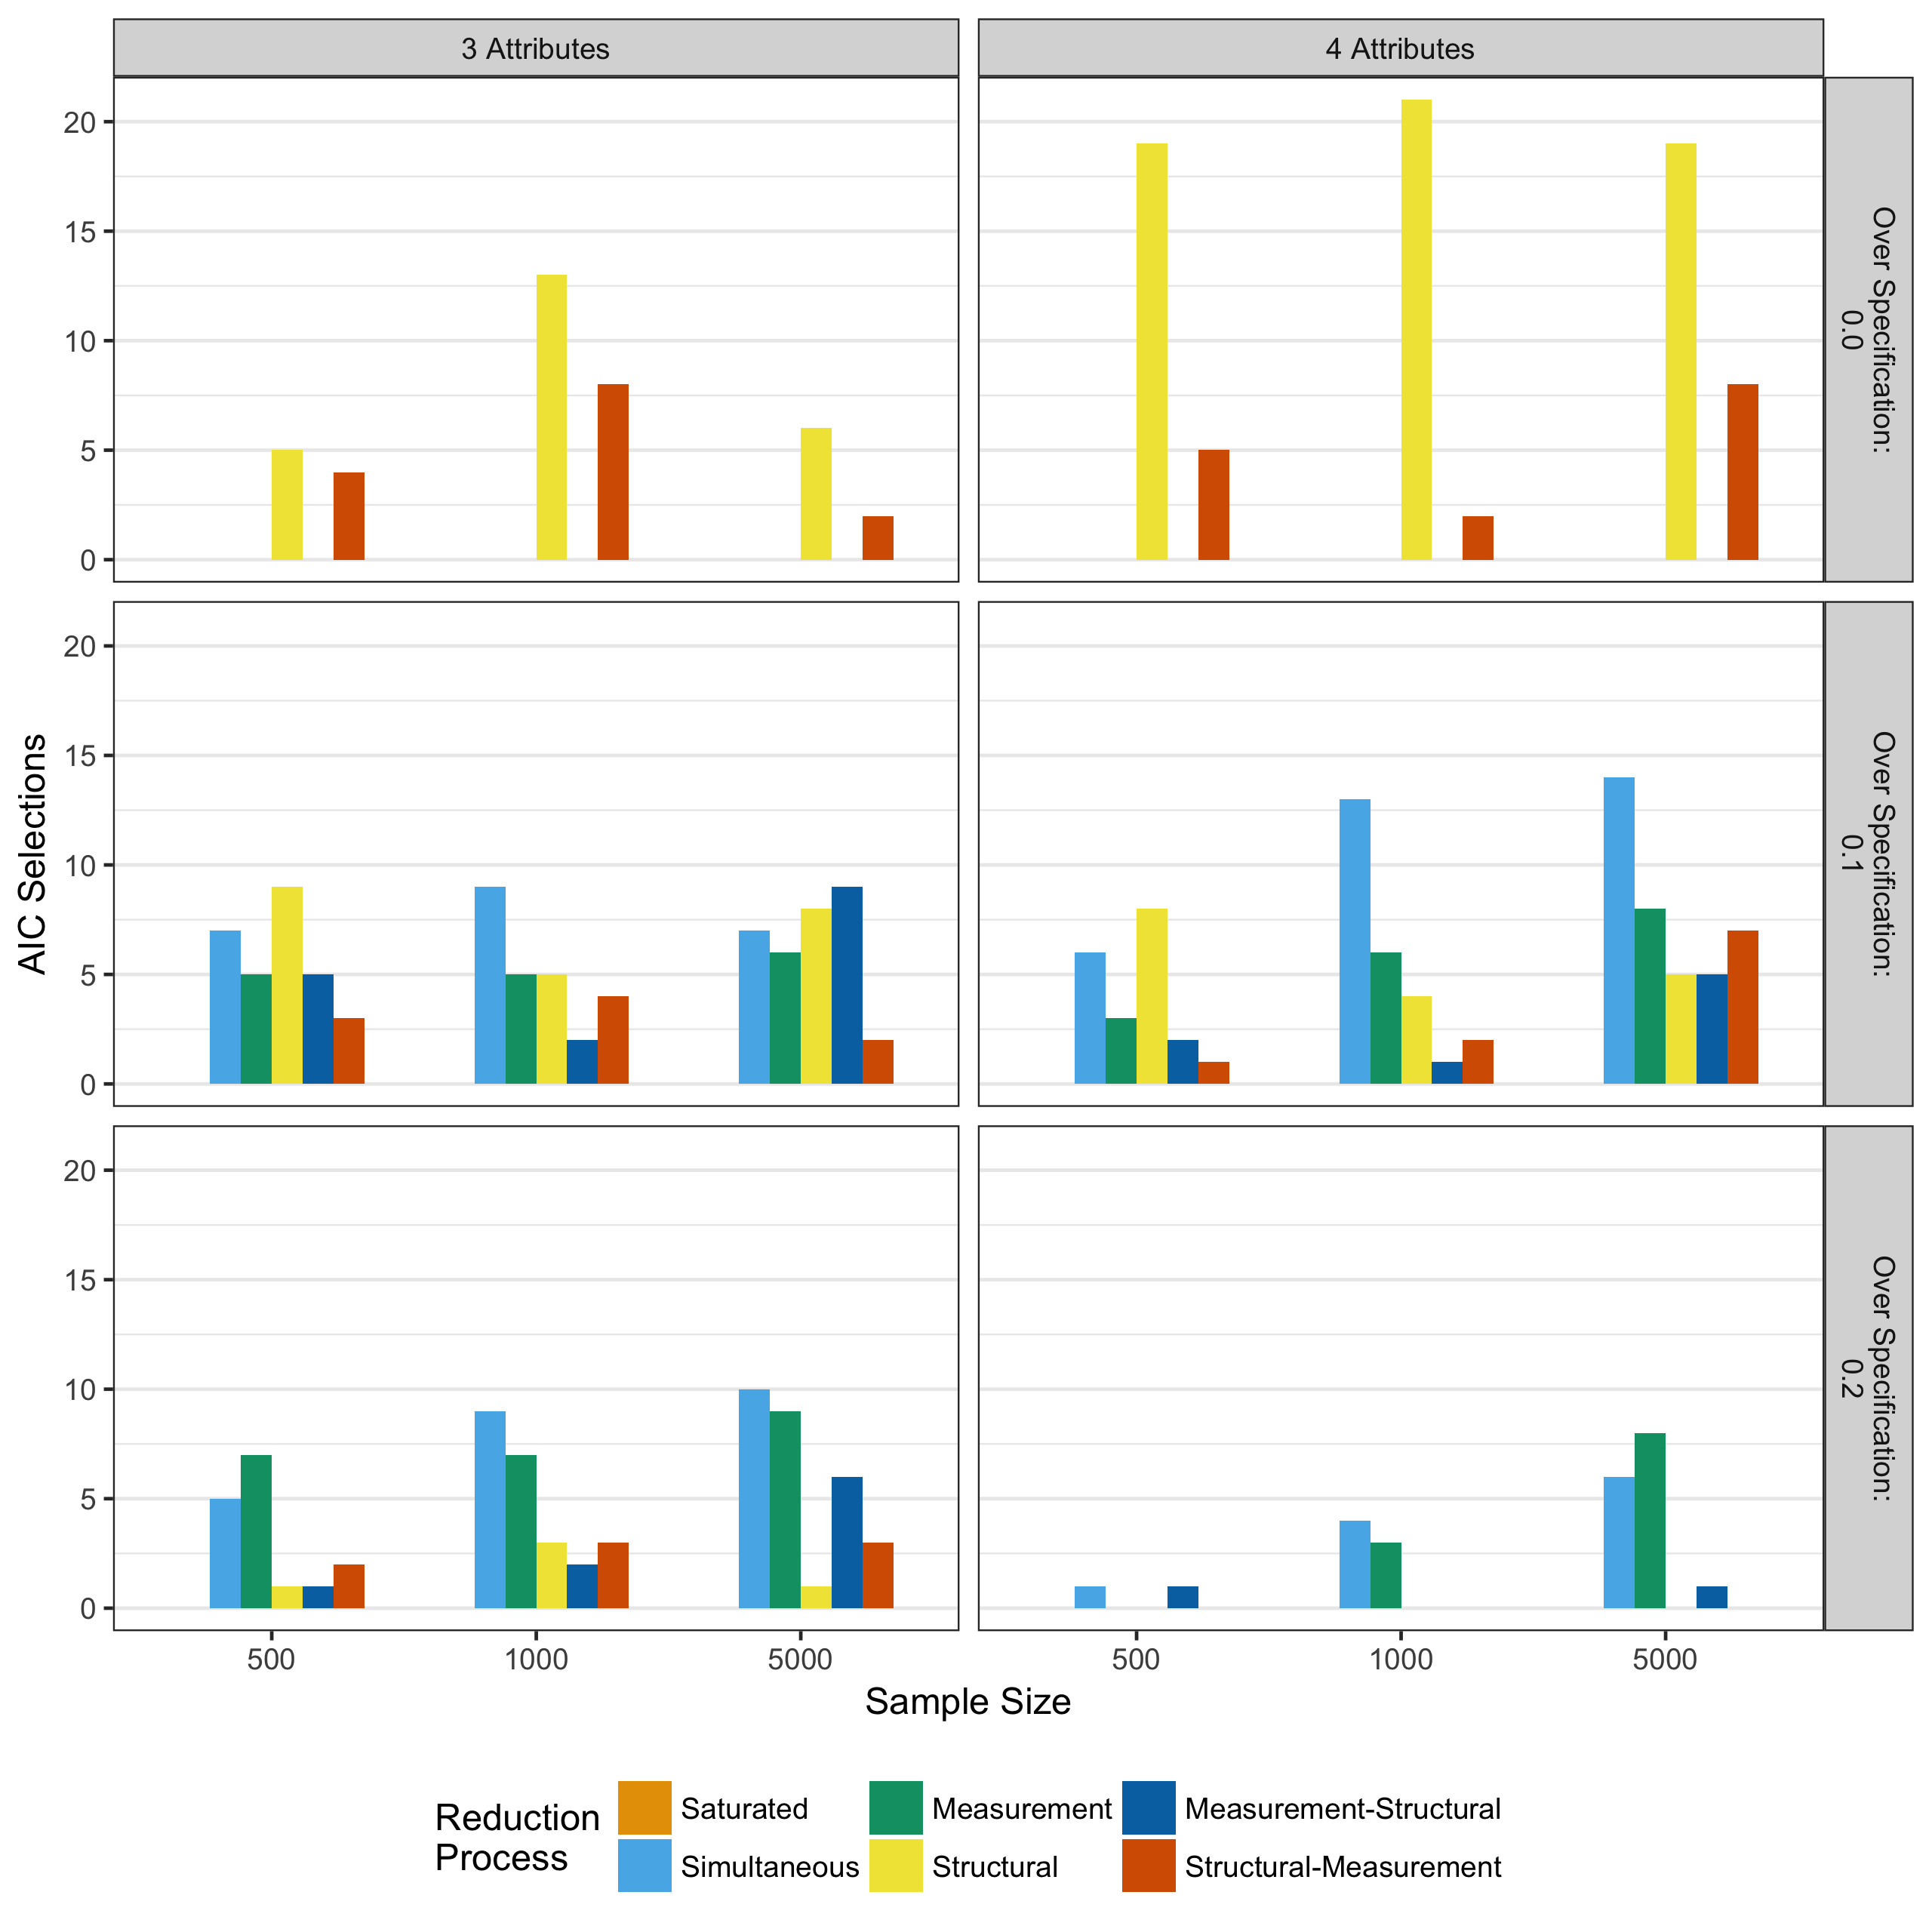 3 Attributes
4 Attributes
20
15
10
5
0
Over Specification:
0.0
AIC Selections
20
15
10
5
0
Over Specification:
0.1
20
15
10
5
0
Over Specification:
0.2
500
1000
5000
500
1000
5000
Sample Size
Reduction
Process
Saturated
Measurement
Measurement-Structural
Simultaneous
Structural
Structural-Measurement